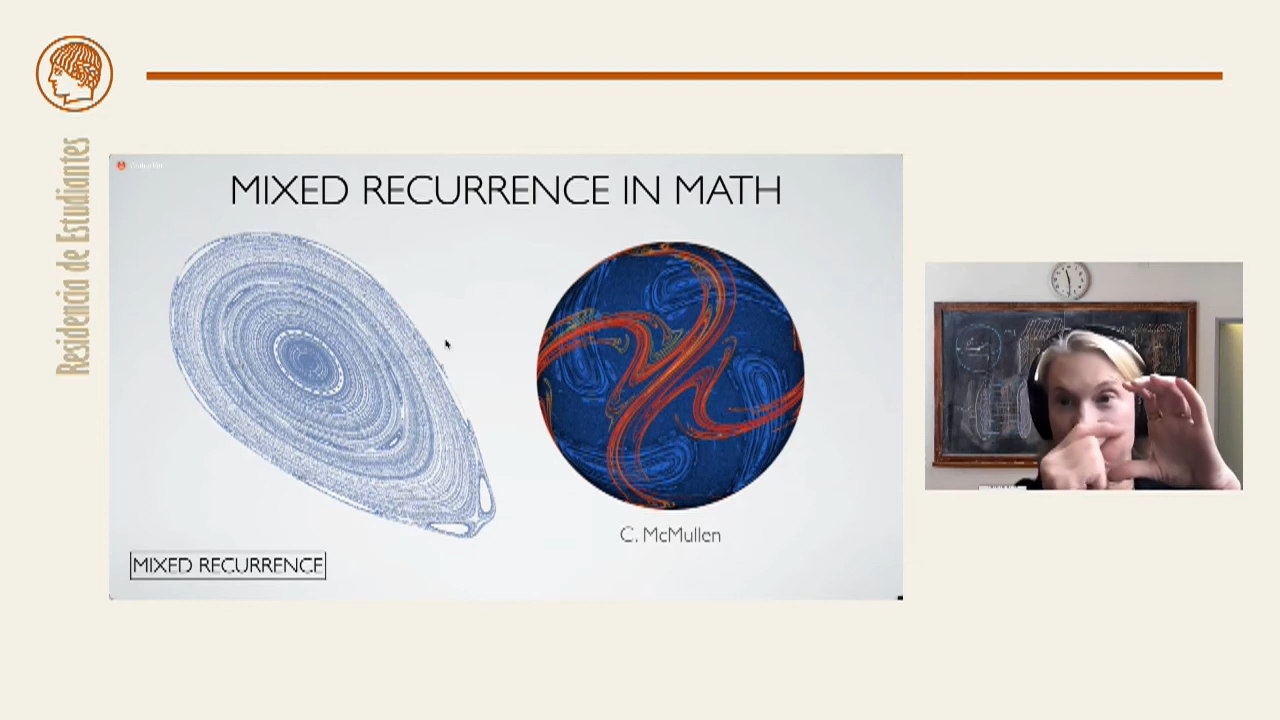 Residencia de Estudiantes
MIXED RECURRENCE IN MATH
C. McMullen
MIXED RECURRENCE